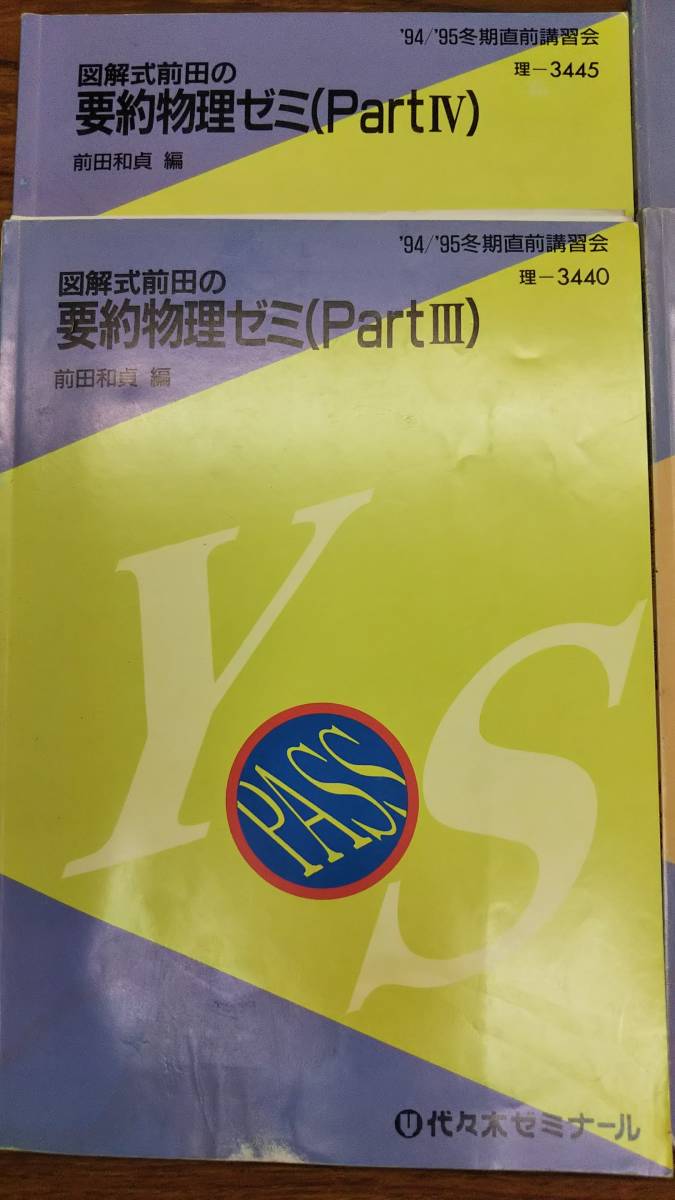 '94/'95冬期直前講習会
理－3445
図解式前田の
要約物理ゼミ(PartⅣ)
前田和貞 編
'94/'95冬期直前講習会
理－3440
図解式前田の
要約物理ゼミ(PartⅢ)
前田和貞 編
YS
PASS
代々木ゼミナール